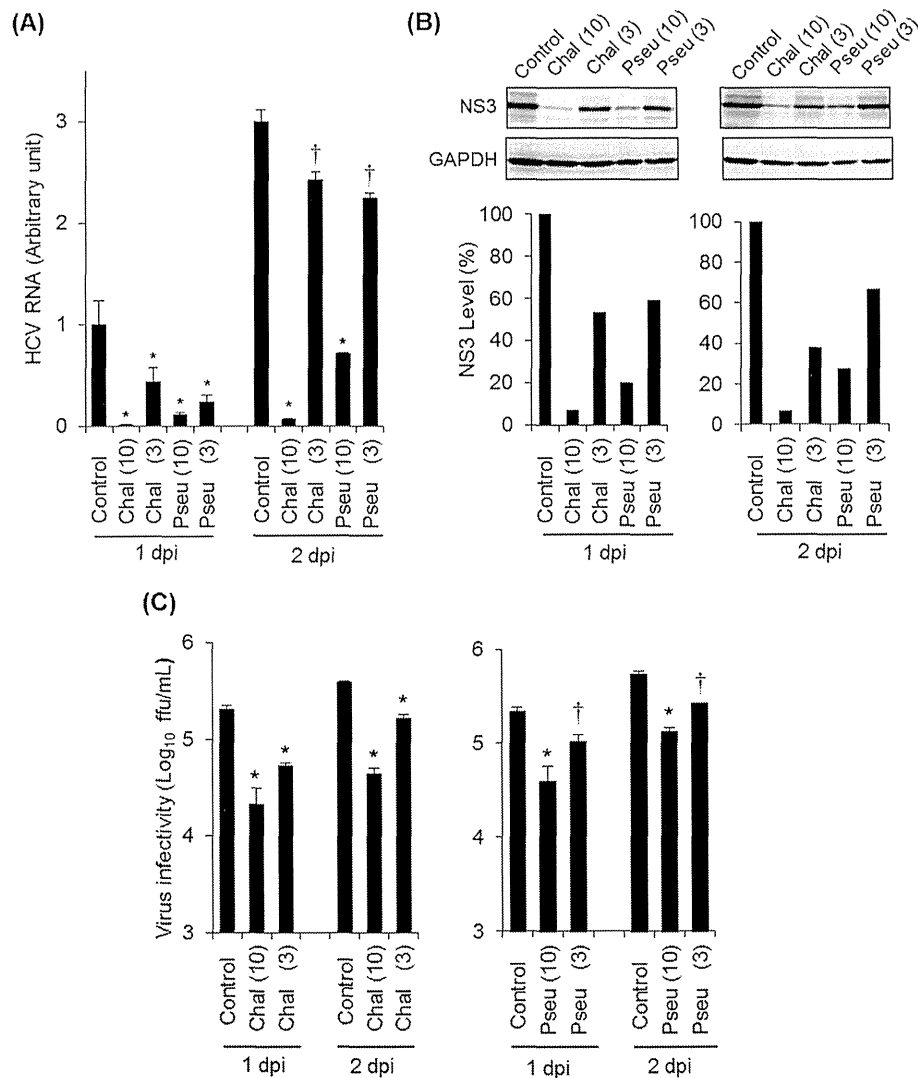 (A)
HCV RNA (Arbitrary unit)
3
2
1
0
*
*
*
*
†
*
*
†
Control
Chal (10)
Chal (3)
Pseu (10)
Pseu (3)
1 dpi
Control
Chal (10)
Chal (3)
Pseu (10)
Pseu (3)
2 dpi
(B)
Control
Chal (10)
Chal (3)
Pseu (10)
Pseu (3)
Control
Chal (10)
Chal (3)
Pseu (10)
Pseu (3)
NS3
GAPDH
NS3 Level (%)
100
80
60
40
20
0
Control
Chal (10)
Chal (3)
Pseu (10)
Pseu (3)
1 dpi
100
80
60
40
20
0
Control
Chal (10)
Chal (3)
Pseu (10)
Pseu (3)
2 dpi
(C)
Virus infectivity (Log10 ffu/mL)
6
5
4
3
*
*
*
*
Control
Chal (10)
Chal (3)
1 dpi
Control
Chal (10)
Chal (3)
2 dpi
6
5
4
3
*
†
*
†
Control
Pseu (10)
Pseu (3)
1 dpi
Control
Pseu (10)
Pseu (3)
2 dpi